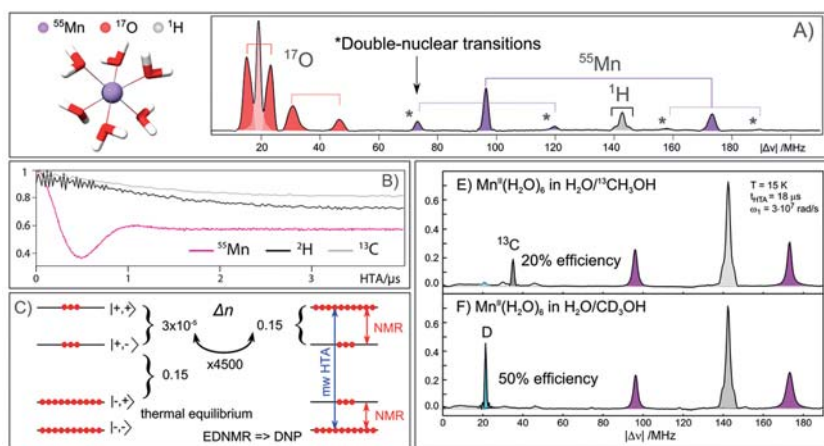 55Mn 17O 1H
A)
*Double-nuclear transitions
17O
55Mn
1H
* * * *
20 40 60 80 100 120 140 160 180 |Δν| /MHz
B)
1
0.8
0.6
0.4
55Mn 2H 13C
0 1 2 3 HTA/μs
C)
|+,+>
|+,->
|-,+>
|-,->
3x10-5
Δn
0.15
x4500
0.15
thermal equilibrium
EDNMR => DNP
mw HTA
NMR
NMR
E) MnII(H2O)6 in H2O/13CH3OH
T = 15 K
tHTA = 18 μs
ω1 = 3·107 rad/s
13C
20% efficiency
0.6
0.4
0.2
0.0
F) MnII(H2O)6 in H2O/CD3OH
D
50% efficiency
0.6
0.4
0.2
0.0
0 20 40 60 80 100 120 140 160 180
|Δν| /MHz